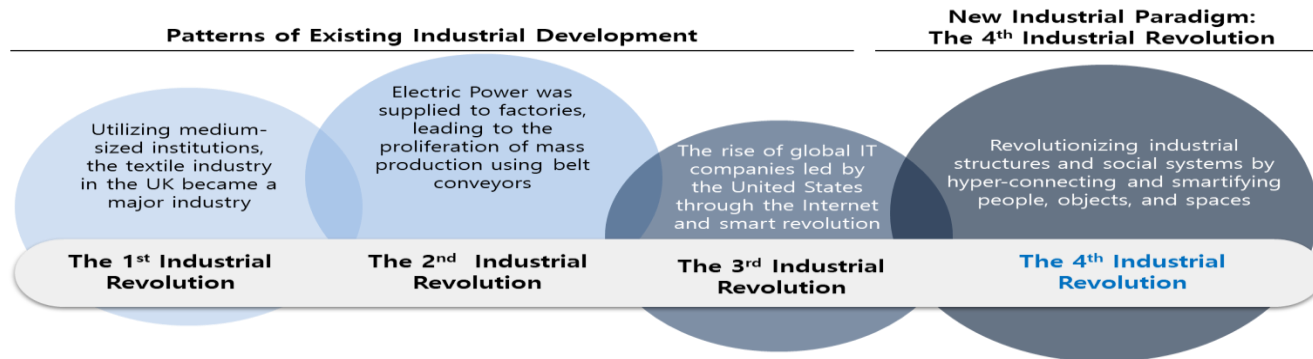 Patterns of Existing Industrial Development
New Industrial Paradigm:
The 4th Industrial Revolution
Utilizing medium-
sized institutions,
the textile industry
in the UK became a
major industry
Electric Power was
supplied to factories,
leading to the
proliferation of mass
production using belt
conveyors
The rise of global IT
companies led by
the United States
through the Internet
and smart revolution
Revolutionizing industrial
structures and social systems by
hyper-connecting and smartifying
people, objects, and spaces
The 1st Industrial
Revolution
The 2nd Industrial
Revolution
The 3rd Industrial
Revolution
The 4th Industrial
Revolution